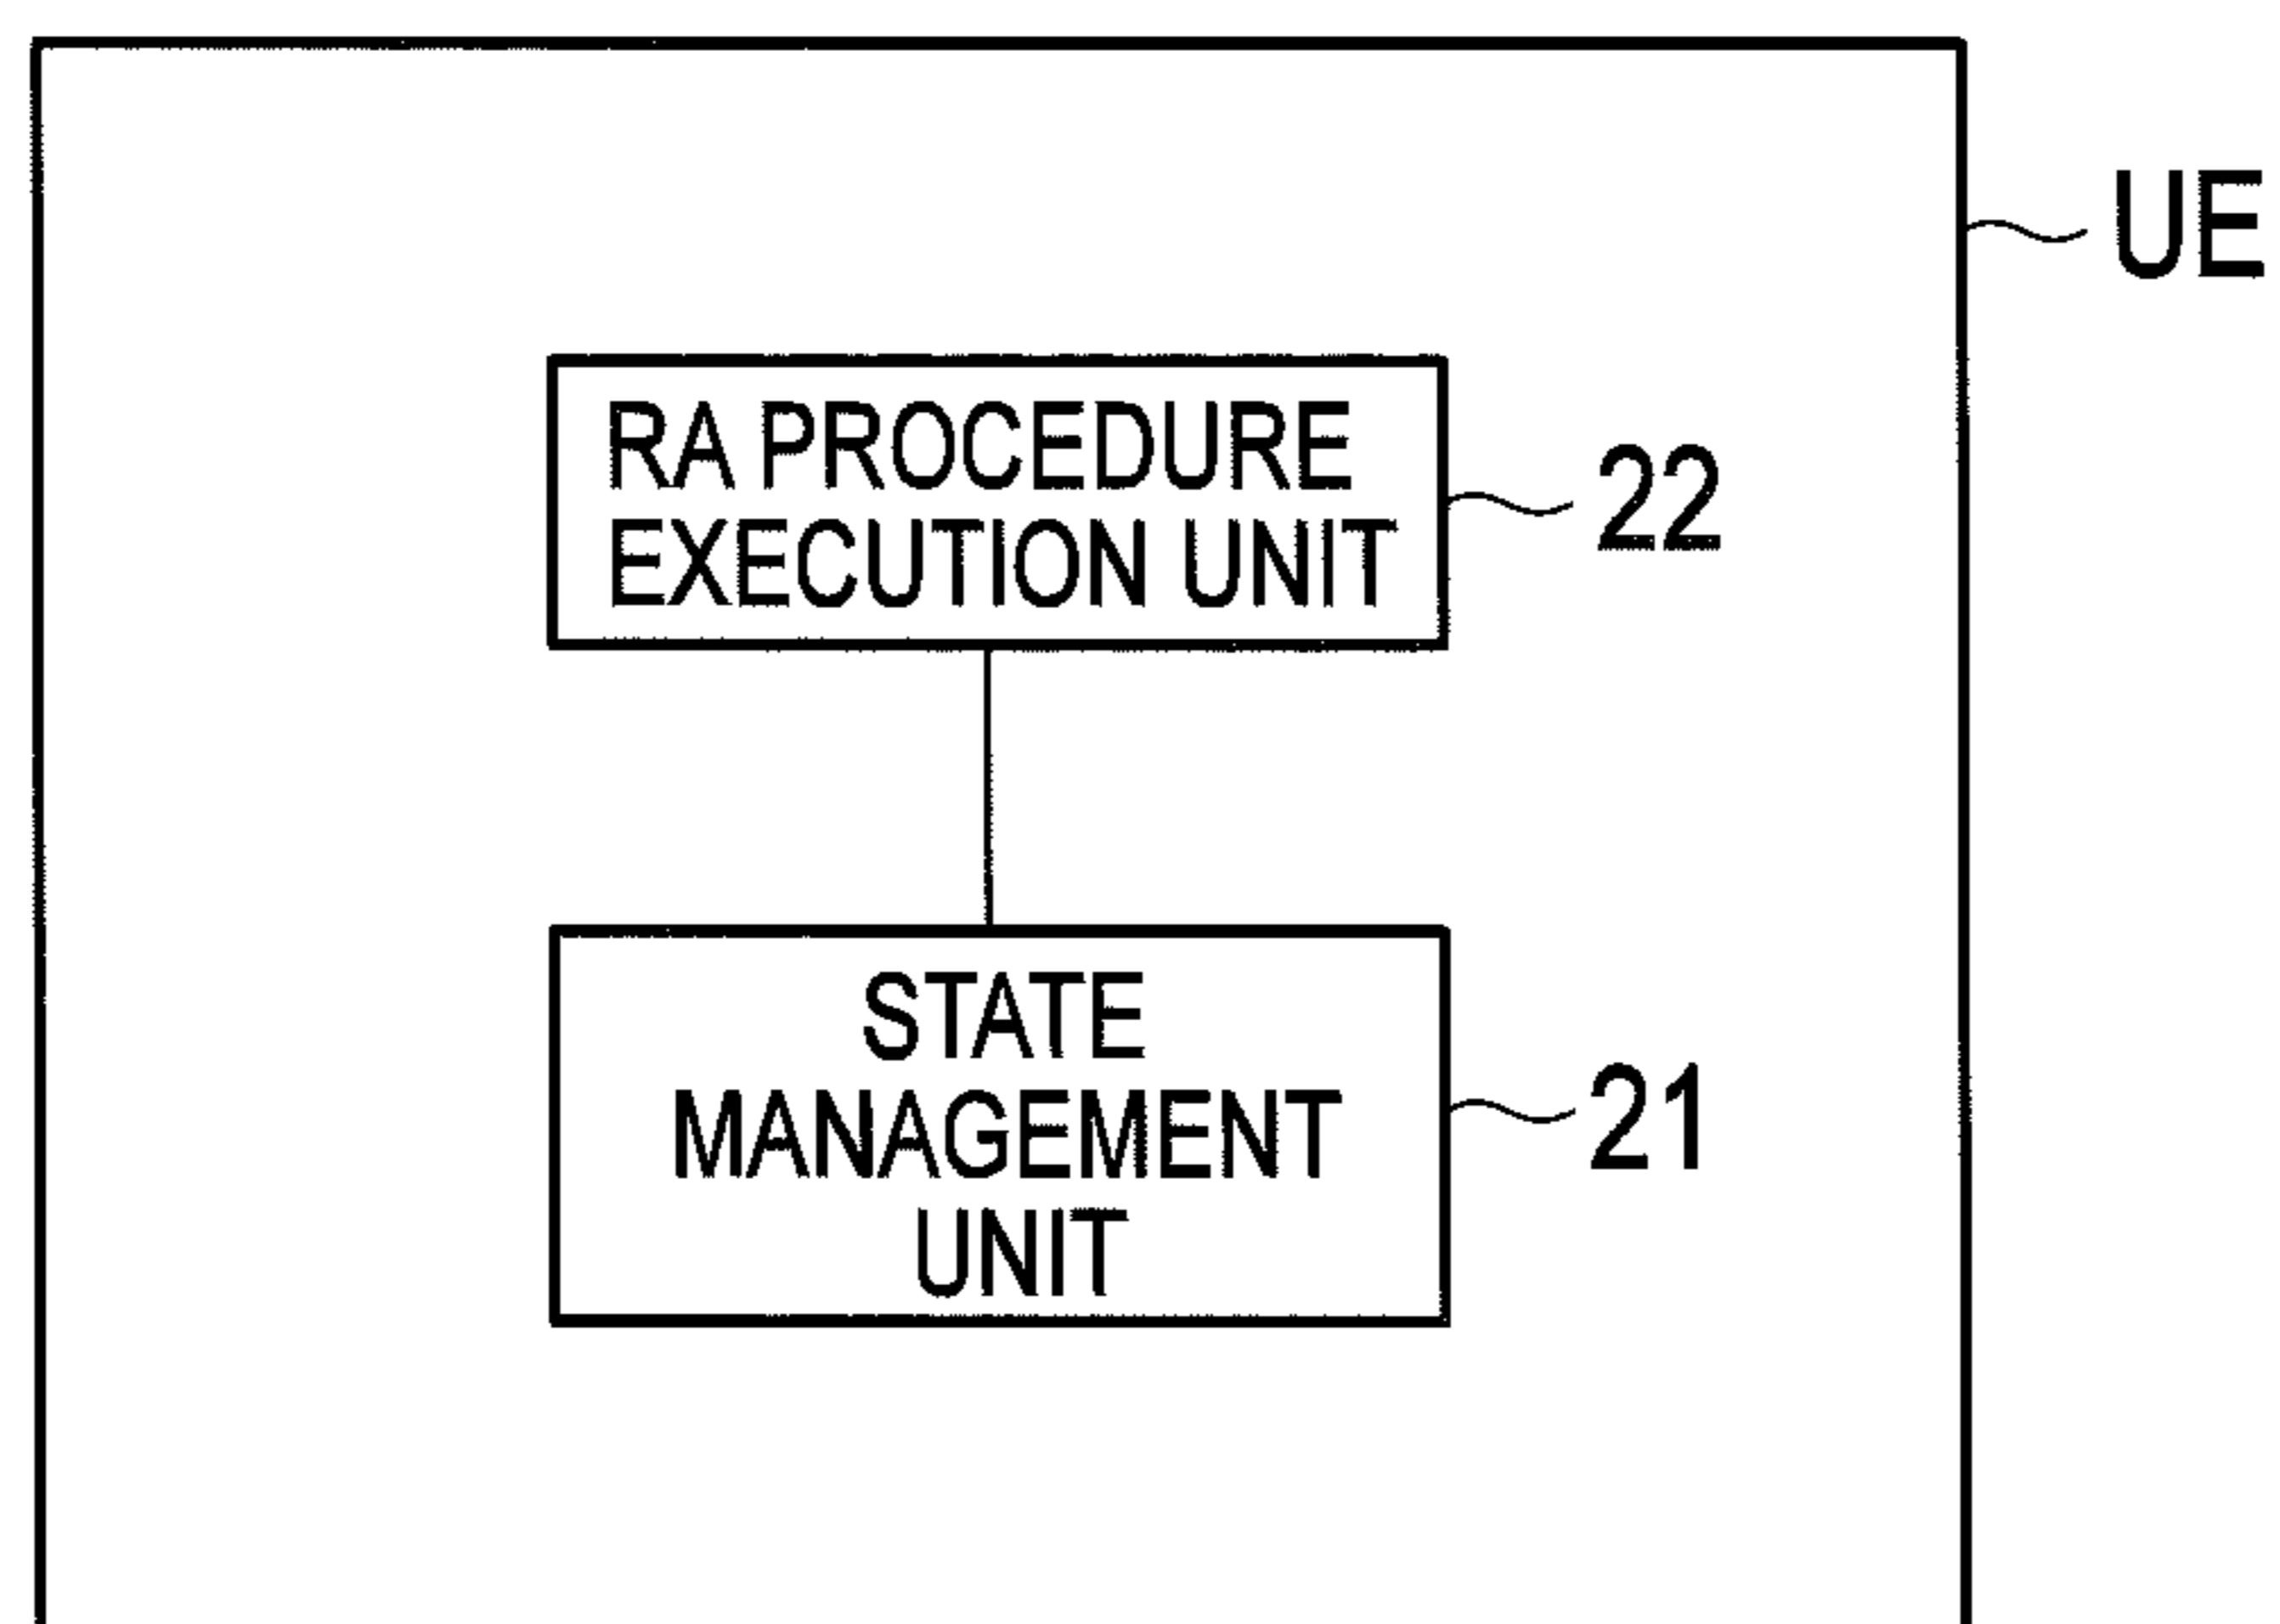 UE
RA PROCEDURE
EXECUTION UNIT
22
STATE
MANAGEMENT
UNIT
21